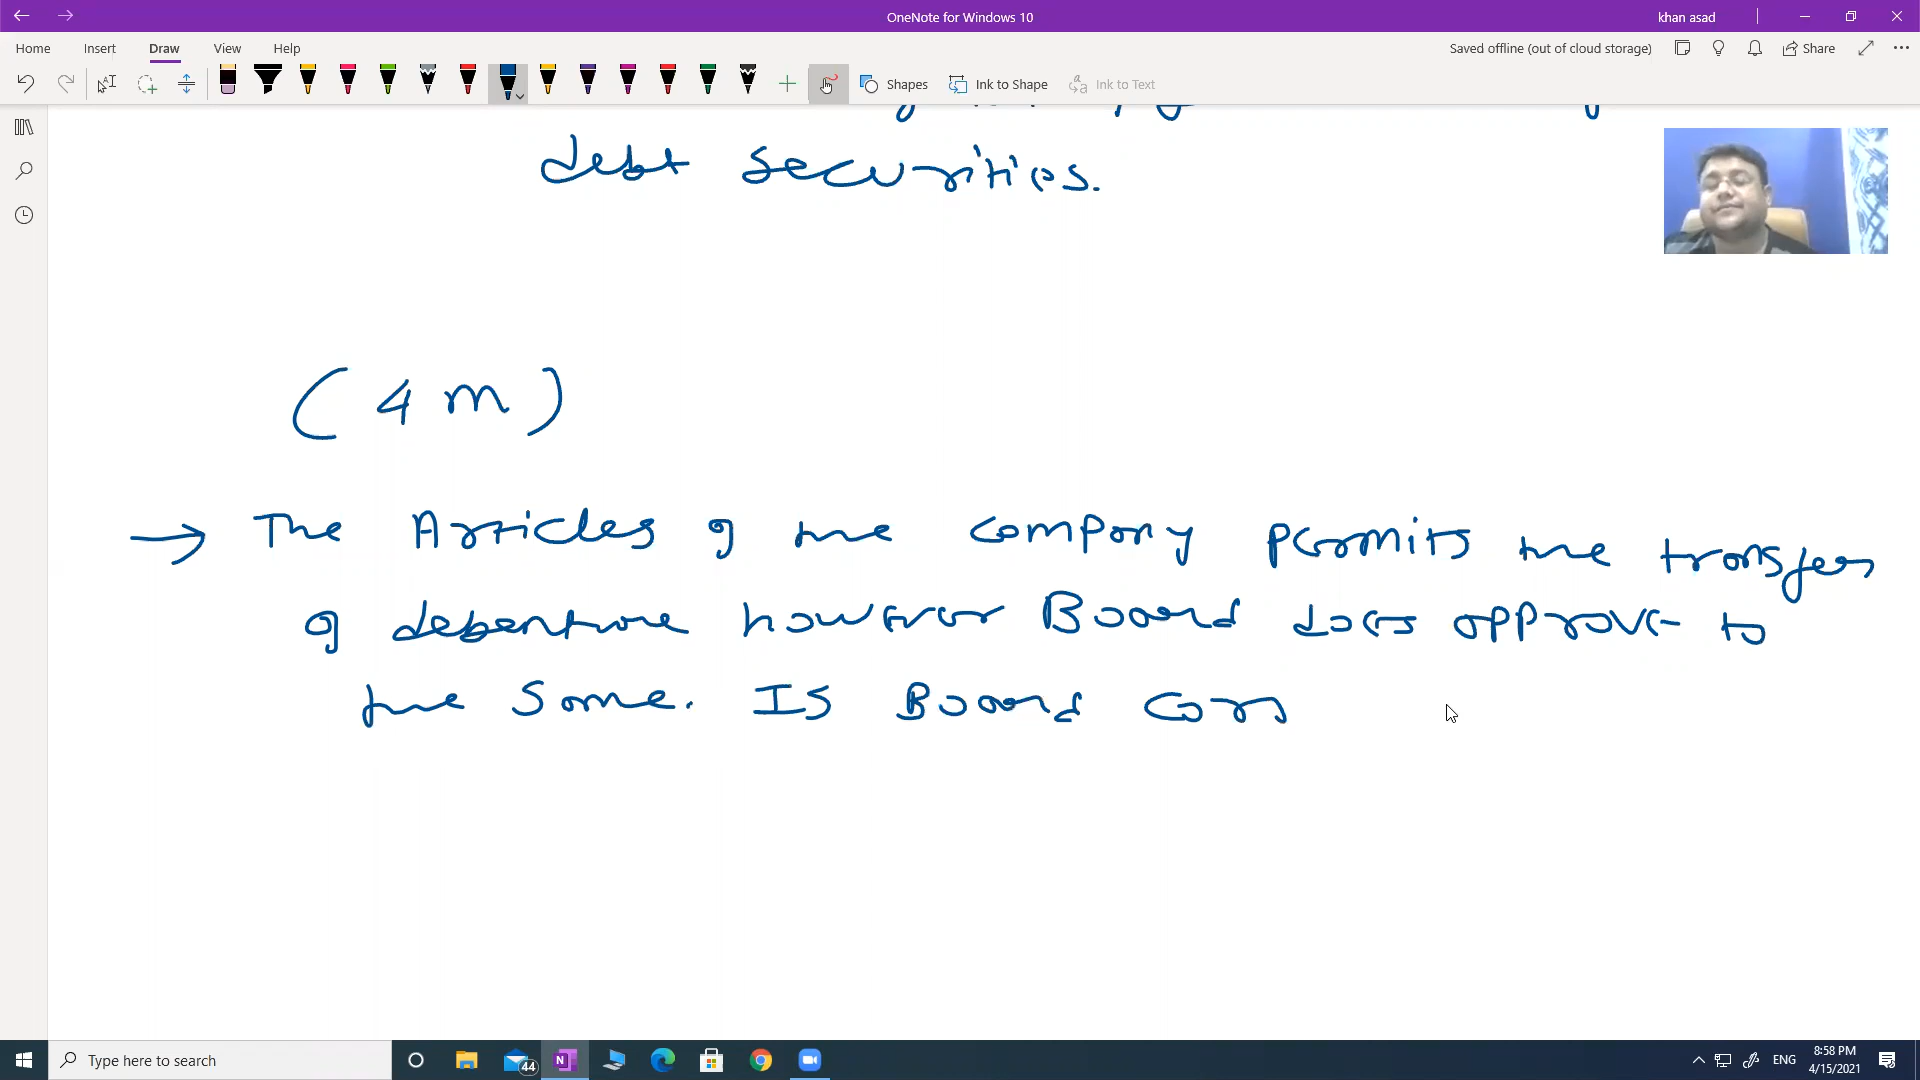 OneNote for Windows 10
khan asad
Home Insert Draw View Help
Saved offline (out of cloud storage)
Share
Shapes
Ink to Shape
Ink to Text
debt securities.
(4 m)
→ The Articles of the company permits the transfer
of debenture however Board does approve to
the same. Is Board Corr
Type here to search
44
ENG
8:58 PM
4/15/2021